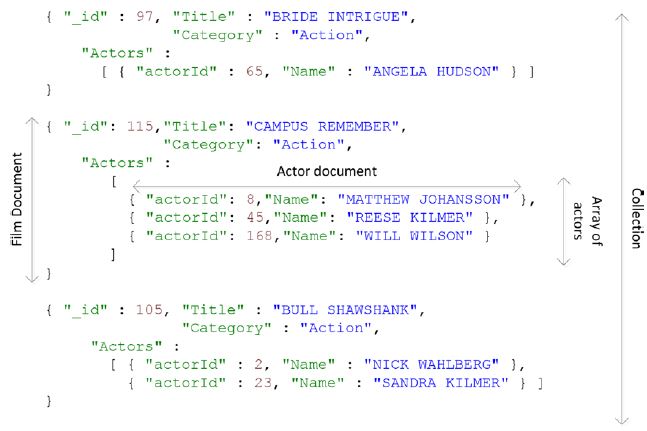 { "_id" : 97, "Title" : "BRIDE INTRIGUE",
"Category" : "Action",
"Actors" :
[ { "actorId" : 65, "Name" : "ANGELA HUDSON" } ]
}
{ "_id": 115,"Title": "CAMPUS REMEMBER",
"Category": "Action",
"Actors" :
[
Actor document
{ "actorId": 8,"Name": "MATTHEW JOHANSSON" },
{ "actorId": 45,"Name": "REESE KILMER" },
{ "actorId": 168,"Name": "WILL WILSON" }
]
}
Film Document
Array of
actors
Collection
{ "_id" : 105, "Title" : "BULL SHAWSHANK",
"Category" : "Action",
"Actors" :
[ { "actorId" : 2, "Name" : "NICK WAHLBERG" },
{ "actorId" : 23, "Name" : "SANDRA KILMER" } ]
}